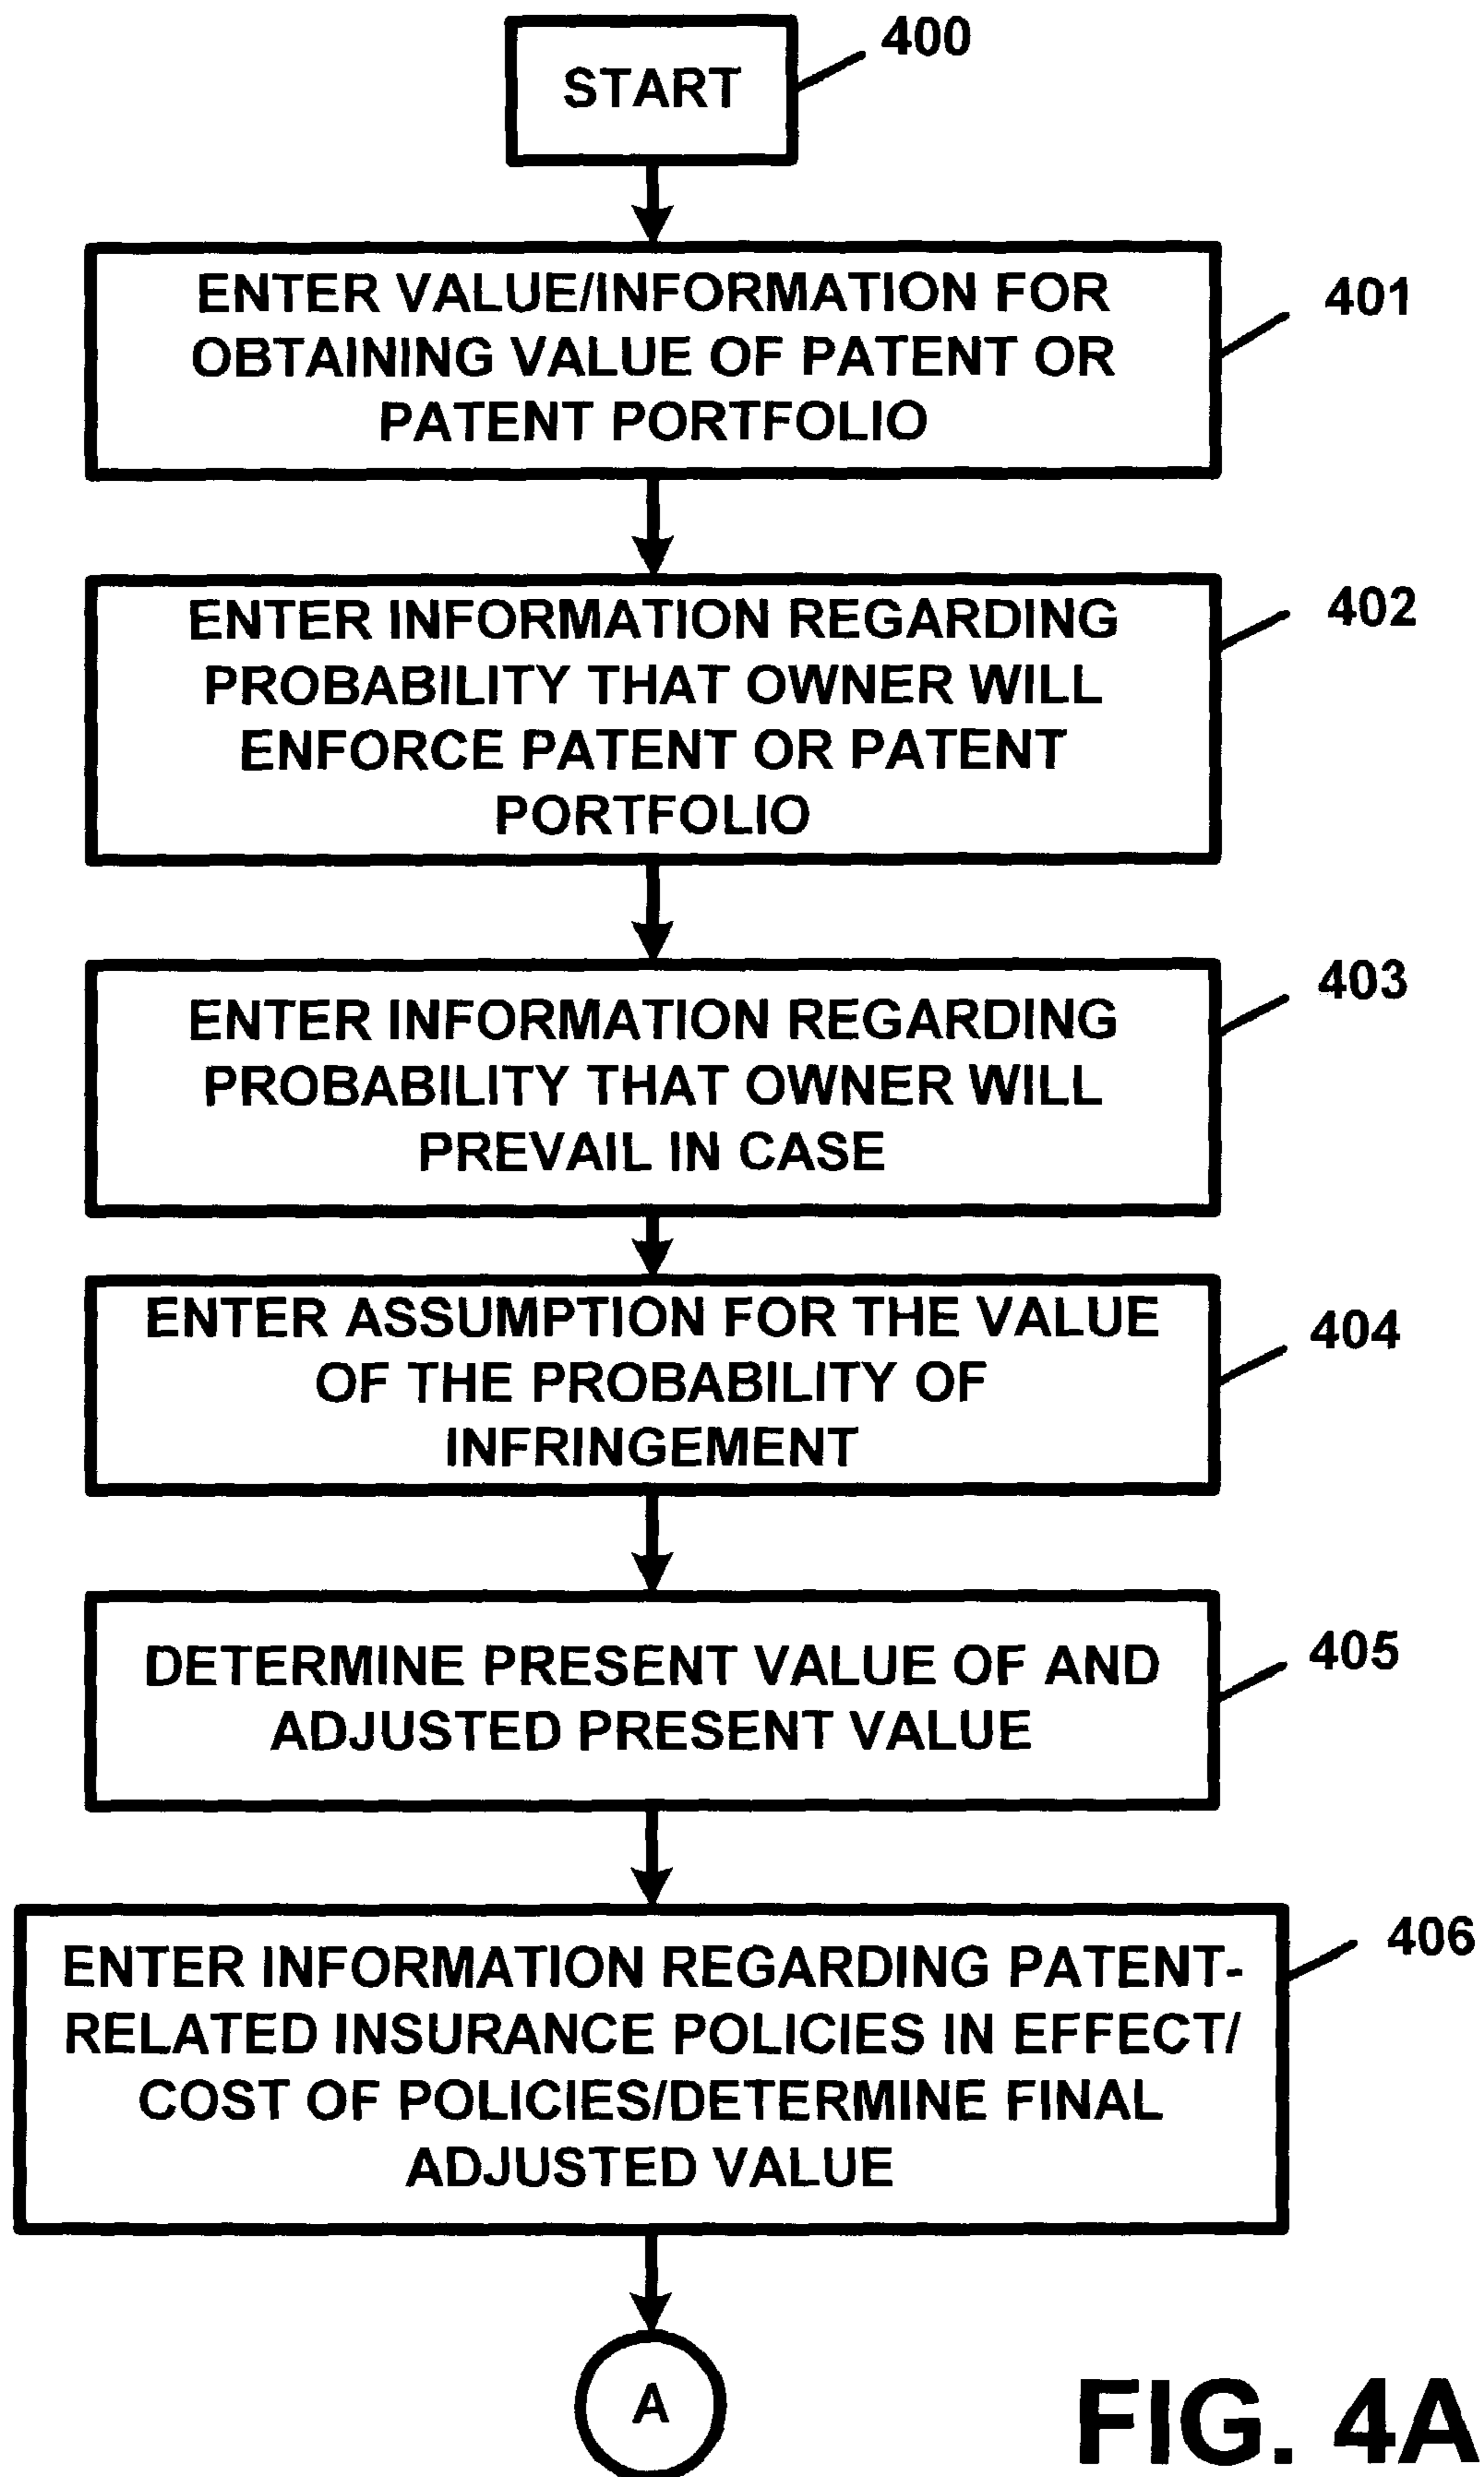 START
400
ENTER VALUE/INFORMATION FOR
OBTAINING VALUE OF PATENT OR
PATENT PORTFOLIO
401
ENTER INFORMATION REGARDING
PROBABILITY THAT OWNER WILL
ENFORCE PATENT OR PATENT
PORTFOLIO
402
ENTER INFORMATION REGARDING
PROBABILITY THAT OWNER WILL
PREVAIL IN CASE
403
ENTER ASSUMPTION FOR THE VALUE
OF THE PROBABILITY OF
INFRINGEMENT
404
DETERMINE PRESENT VALUE OF AND
ADJUSTED PRESENT VALUE
405
ENTER INFORMATION REGARDING PATENT-
RELATED INSURANCE POLICIES IN EFFECT/
COST OF POLICIES/DETERMINE FINAL
ADJUSTED VALUE
406
A
FIG. 4A